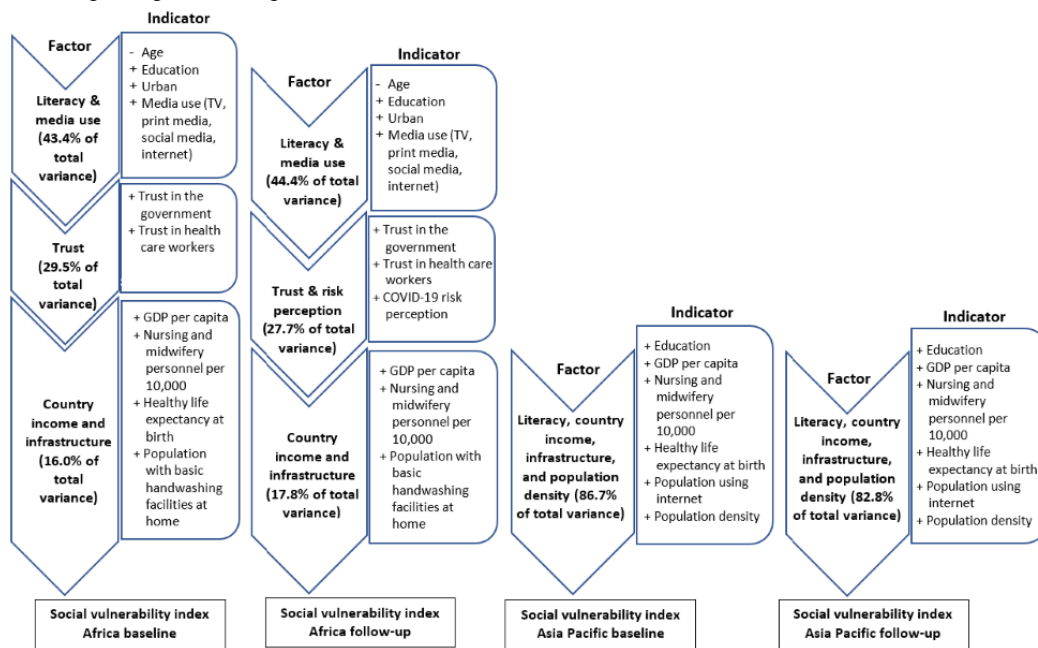 Indicator
Factor
- Age
+ Education
+ Urban
+ Media use (TV,
print media,
social media,
internet)
Literacy &
media use
(43.4% of
total
variance)
+ Trust in the
government
+ Trust in health
care workers
Trust
(29.5% of
total
variance)
+ GDP per capita
+ Nursing and
midwifery
personnel per
10,000
+ Healthy life
expectancy at
birth
+ Population
with basic
handwashing
facilities at
home
Country
income and
infrastructure
(16.0% of
total
variance)
Social vulnerability index
Africa baseline
Indicator
Factor
- Age
+ Education
+ Urban
+ Media use (TV,
print media,
social media,
internet)
Literacy &
media use
(44.4% of total
variance)
+ Trust in the
government
+ Trust in health care
workers
+ COVID-19 risk
perception
Trust & risk
perception
(27.7% of total
variance)
+ GDP per capita
+ Nursing and
midwifery
personnel per
10,000
+ Population with
basic
handwashing
facilities at
home
Country
income and
infrastructure
(17.8% of total
variance)
Social vulnerability index
Africa follow-up
Indicator
Factor
+ Education
+ GDP per capita
+ Nursing and
midwifery
personnel per
10,000
+ Healthy life
expectancy at birth
+ Population using
internet
+ Population density
Literacy, country
income,
infrastructure,
and population
density (86.7%
of total variance)
Social vulnerability index
Asia Pacific baseline
Indicator
Factor
+ Education
+ GDP per capita
+ Nursing and
midwifery
personnel per
10,000
+ Healthy life
expectancy at birth
+ Population using
internet
+ Population density
Literacy, country
income,
infrastructure, and
population
density (82.8%
of total variance)
Social vulnerability index
Asia Pacific follow-up